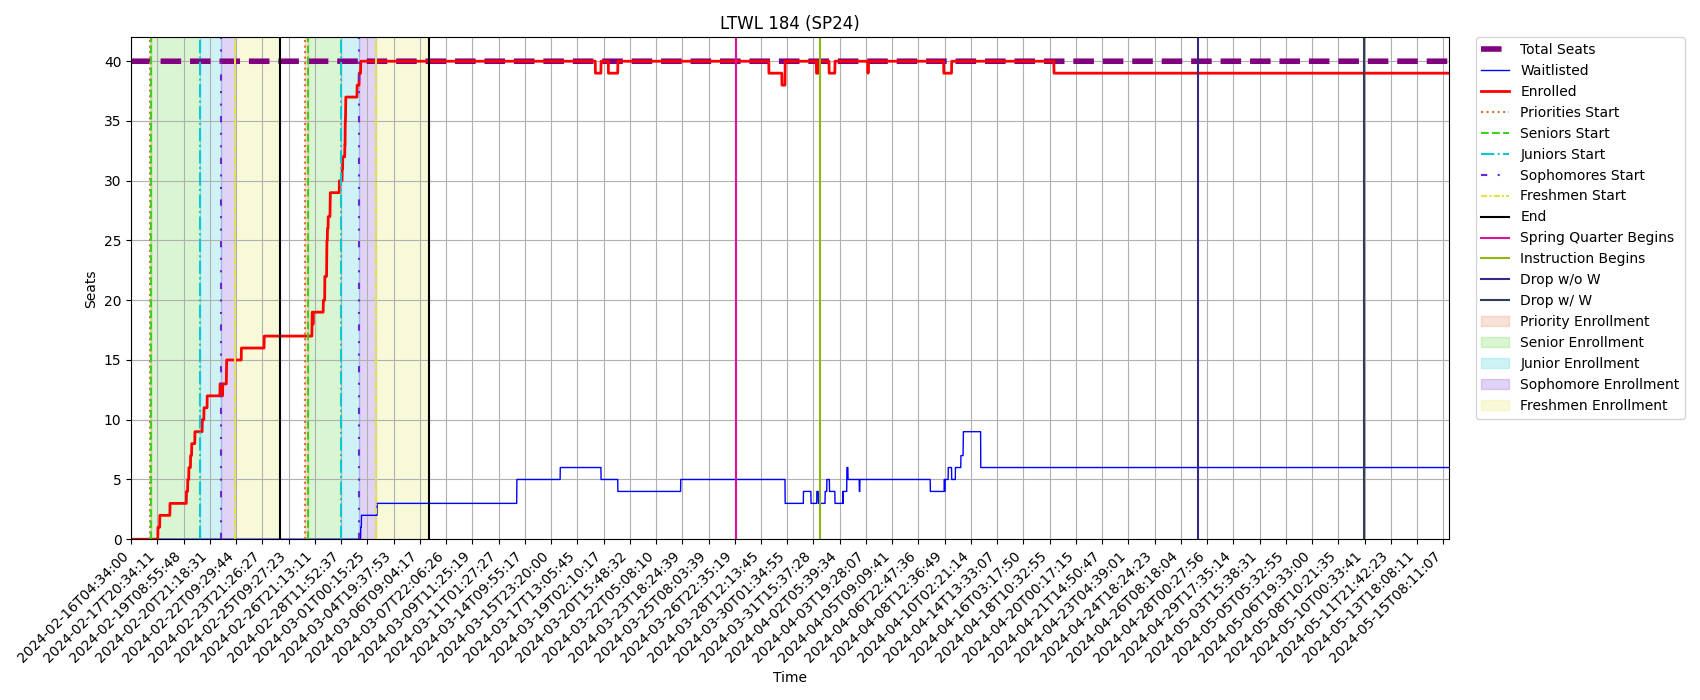 LTWL 184 (SP24)
Seats
40
35
30
25
20
15
10
5
0
2024-02-16T04:34:00
2024-02-17T20:34:11
2024-02-19T08:55:48
2024-02-20T21:18:31
2024-02-22T09:29:44
2024-02-23T21:26:27
2024-02-25T09:27:23
2024-02-26T21:13:11
2024-02-28T11:52:37
2024-03-01T00:15:25
2024-03-04T19:37:53
2024-03-06T09:04:17
2024-03-07T22:06:26
2024-03-09T11:25:19
2024-03-11T01:27:27
2024-03-14T09:55:17
2024-03-15T23:20:00
2024-03-17T13:05:45
2024-03-19T02:10:17
2024-03-20T15:48:32
2024-03-22T05:08:10
2024-03-23T18:24:39
2024-03-25T08:03:39
2024-03-26T22:35:19
2024-03-28T12:13:45
2024-03-30T01:34:55
2024-03-31T15:37:28
2024-04-02T05:39:34
2024-04-03T19:28:07
2024-04-05T09:09:41
2024-04-06T22:47:36
2024-04-08T12:36:49
2024-04-10T02:21:14
2024-04-14T13:33:07
2024-04-16T03:17:50
2024-04-18T10:32:55
2024-04-20T00:17:15
2024-04-21T14:50:47
2024-04-23T04:39:01
2024-04-24T18:24:23
2024-04-26T08:18:04
2024-04-28T00:27:56
2024-04-29T17:35:14
2024-05-03T15:38:31
2024-05-05T05:32:55
2024-05-06T19:33:00
2024-05-08T10:21:35
2024-05-10T00:33:41
2024-05-11T21:42:23
2024-05-13T18:08:11
2024-05-15T08:11:07
Time
Total Seats
Waitlisted
Enrolled
Priorities Start
Seniors Start
Juniors Start
Sophomores Start
Freshmen Start
End
Spring Quarter Begins
Instruction Begins
Drop w/o W
Drop w/ W
Priority Enrollment
Senior Enrollment
Junior Enrollment
Sophomore Enrollment
Freshmen Enrollment